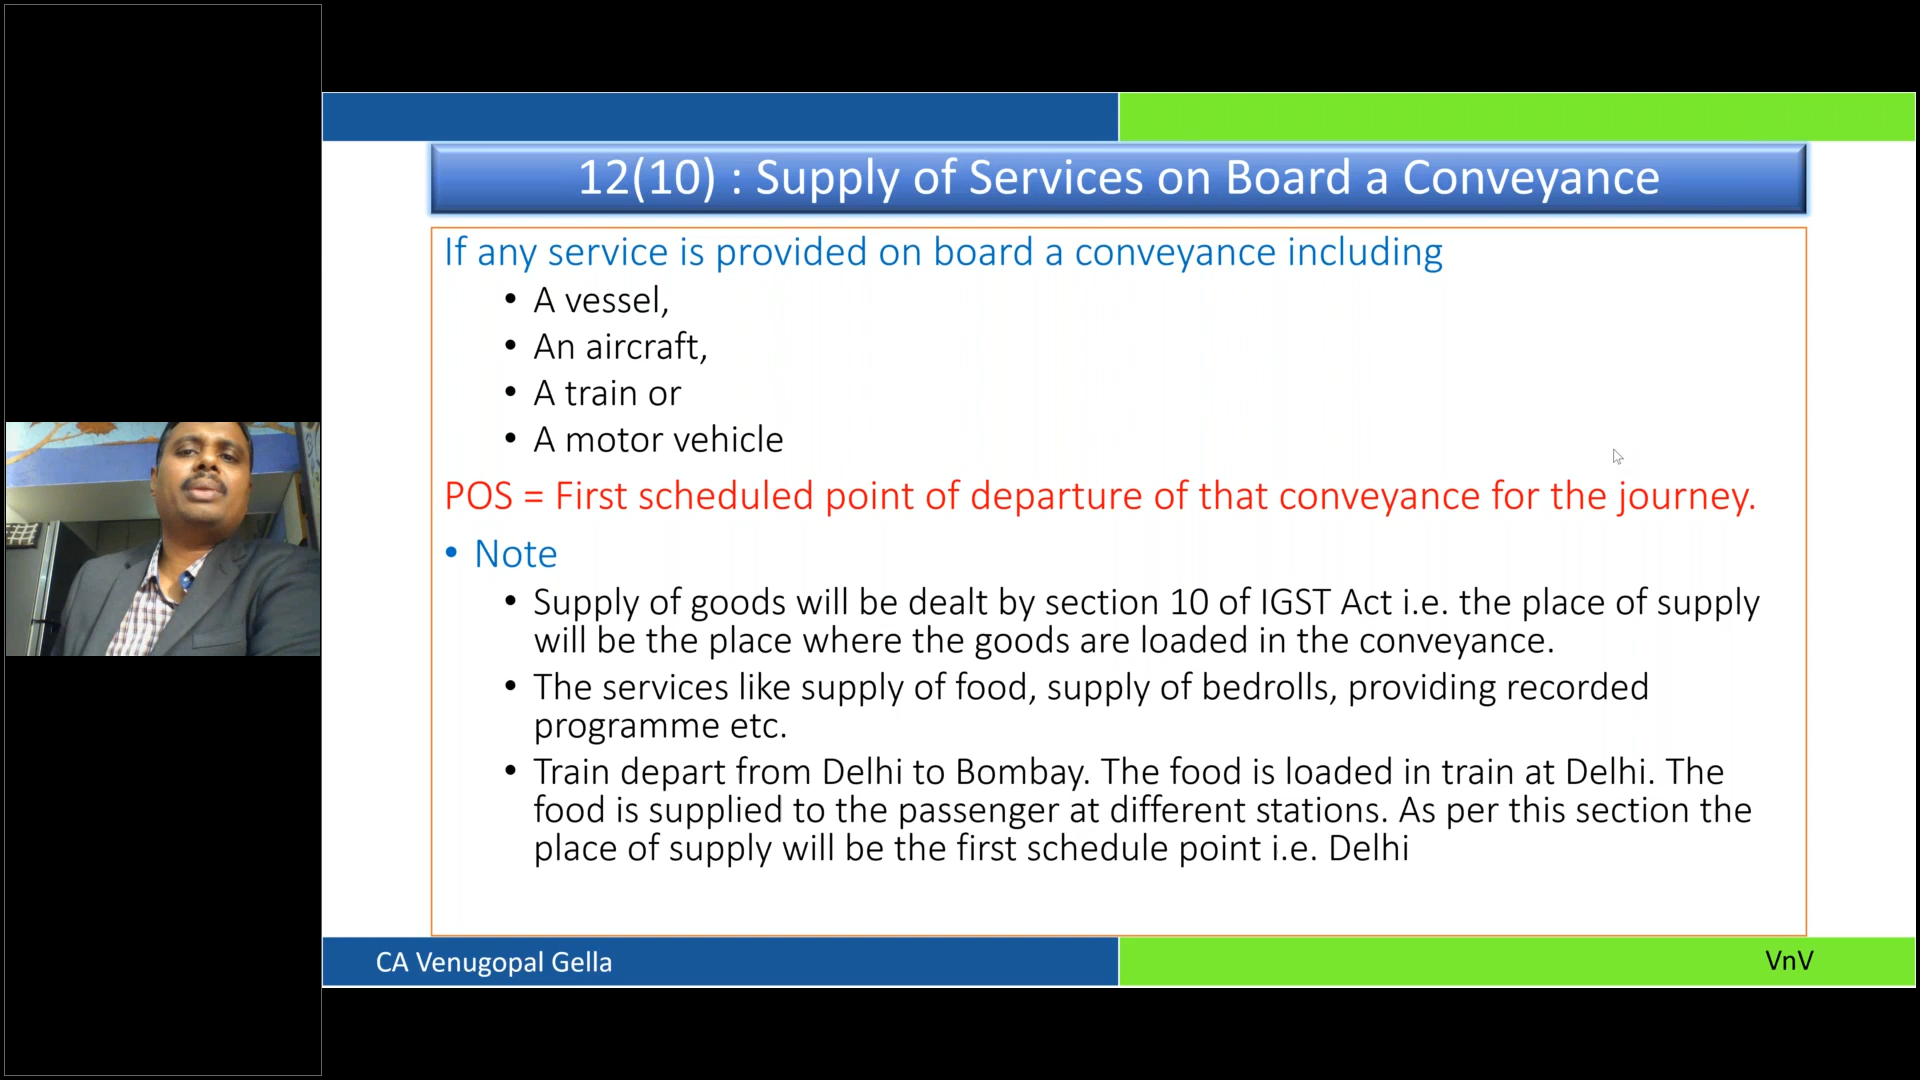 12(10) : Supply of Services on Board a Conveyance
If any service is provided on board a conveyance including
• A vessel,
• An aircraft,
• A train or
• A motor vehicle
POS = First scheduled point of departure of that conveyance for the journey.
• Note
• Supply of goods will be dealt by section 10 of IGST Act i.e. the place of supply
will be the place where the goods are loaded in the conveyance.
• The services like supply of food, supply of bedrolls, providing recorded
programme etc.
• Train depart from Delhi to Bombay. The food is loaded in train at Delhi. The
food is supplied to the passenger at different stations. As per this section the
place of supply will be the first schedule point i.e. Delhi
CA Venugopal Gella
VnV